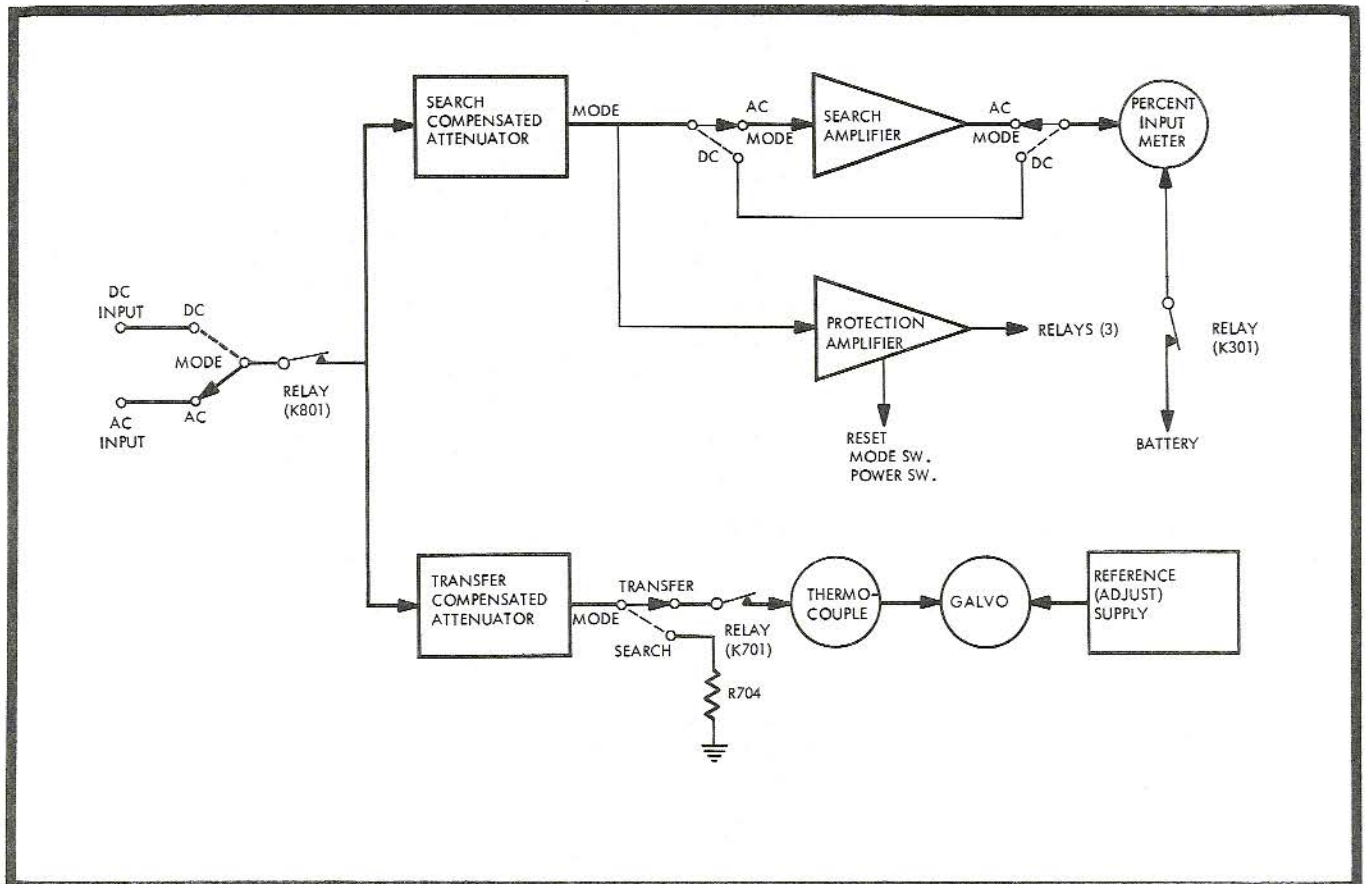 SEARCH
COMPENSATED
ATTENUATOR
MODE
AC
MODE
DC
SEARCH
AMPLIFIER
AC
MODE
DC
PERCENT
INPUT
METER
DC
INPUT
DC
MODE
RELAY
(K801)
AC
INPUT
AC
PROTECTION
AMPLIFIER
RELAYS (3)
RESET
MODE SW.
POWER SW.
RELAY
(K301)
BATTERY
TRANSFER
COMPENSATED
ATTENUATOR
MODE
TRANSFER
SEARCH
RELAY
(K701)
R704
THERMO-
COUPLE
GALVO
REFERENCE
(ADJUST)
SUPPLY